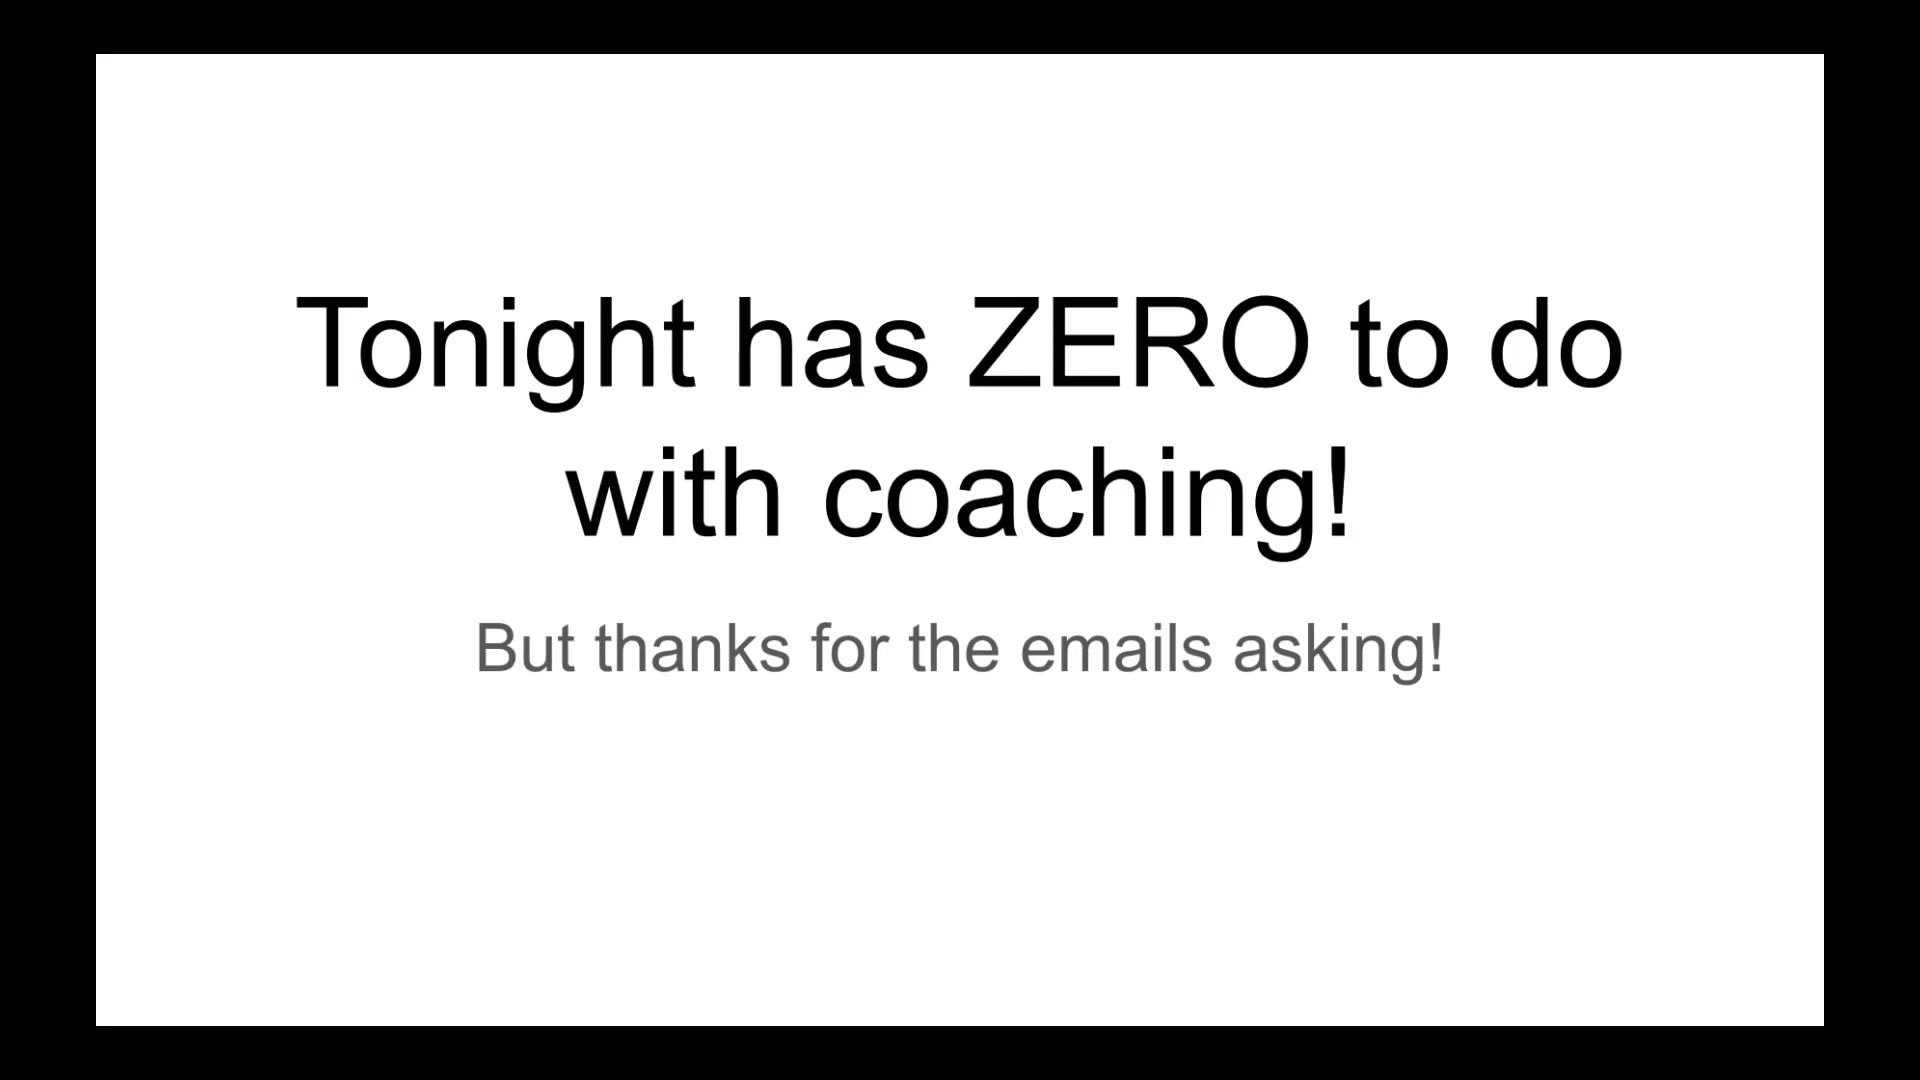 Tonight has ZERO to do
with coaching!
But thanks for the emails asking!